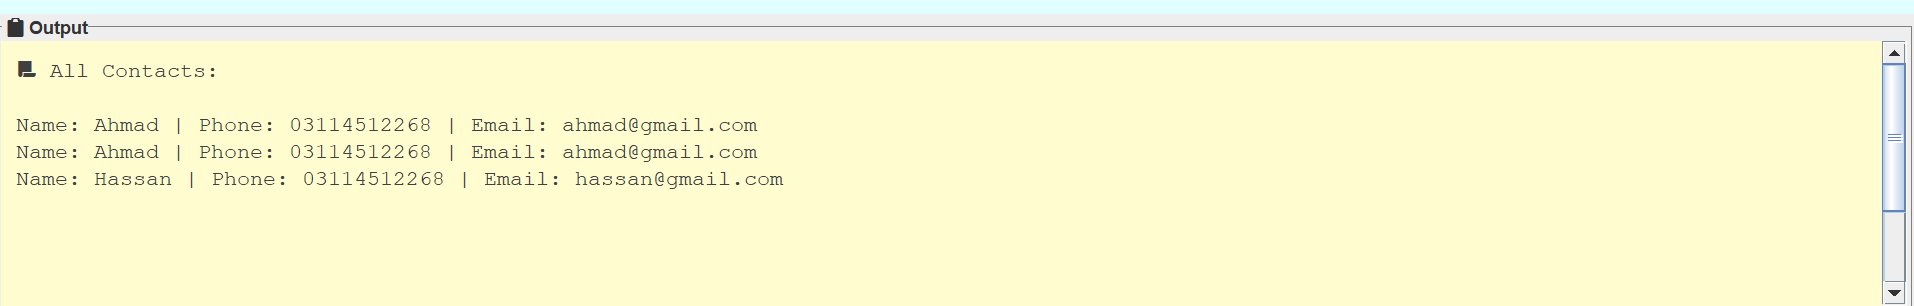 Output
All Contacts:
Name: Ahmad | Phone: 03114512268 | Email: ahmad@gmail.com
Name: Ahmad | Phone: 03114512268 | Email: ahmad@gmail.com
Name: Hassan | Phone: 03114512268 | Email: hassan@gmail.com